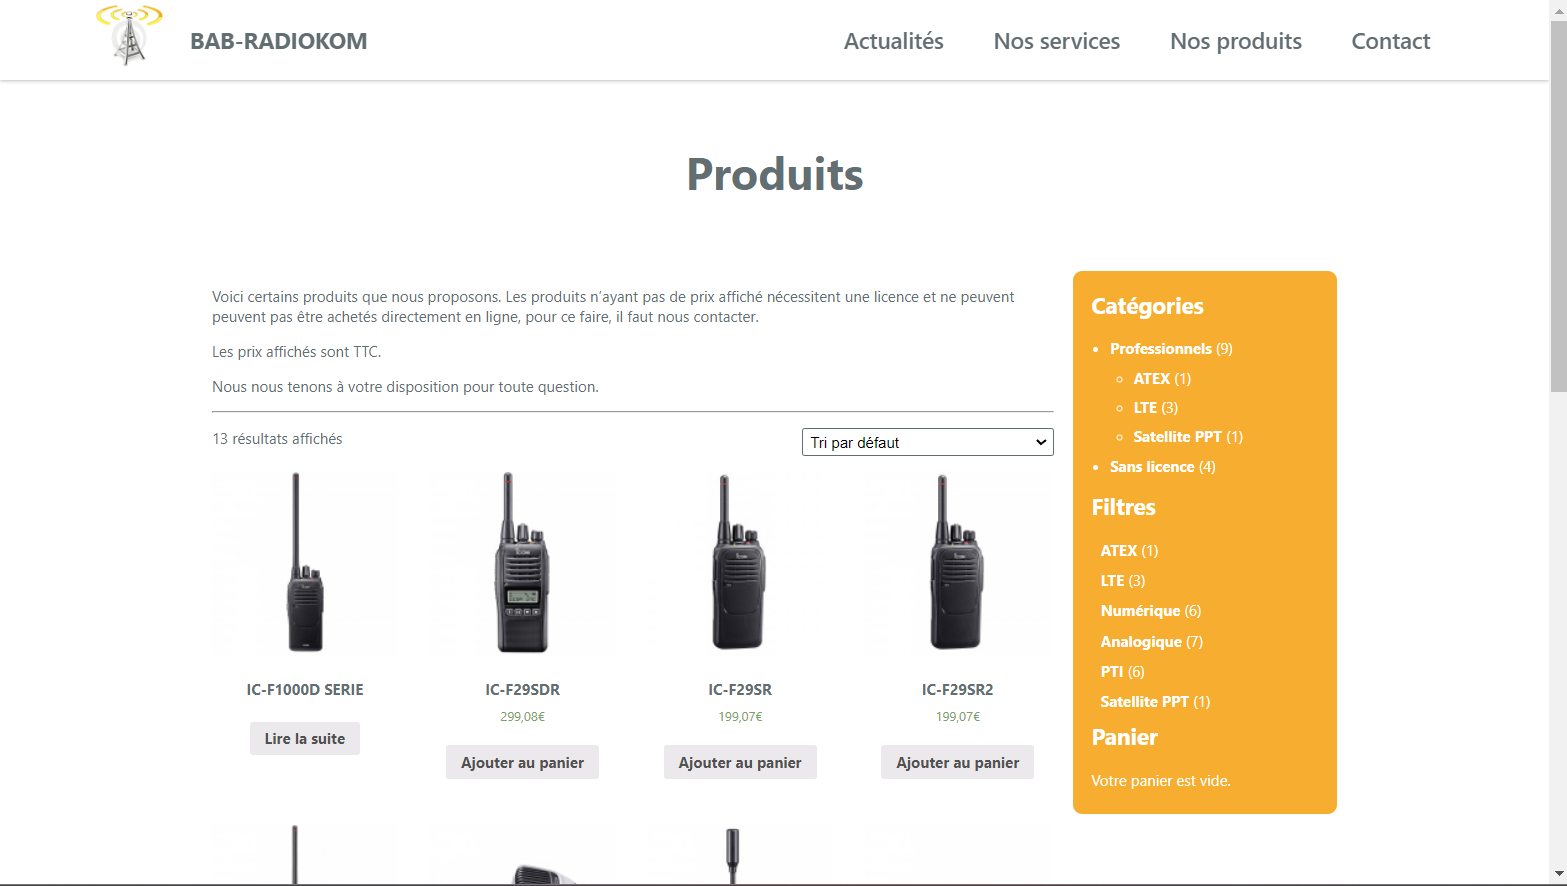 BAB-RADIOKOM
Actualités
Nos services
Nos produits
Contact
Produits
Voici certains produits que nous proposons. Les produits n’ayant pas de prix affiché nécessitent une licence et ne peuvent
peuvent pas être achetés directement en ligne, pour ce faire, il faut nous contacter.
Les prix affichés sont TTC.
Nous nous tenons à votre disposition pour toute question.
13 résultats affichés
Tri par défaut
IC-F1000D SERIE
Lire la suite
IC-F29SDR
299,08€
Ajouter au panier
IC-F29SR
199,07€
Ajouter au panier
IC-F29SR2
199,07€
Ajouter au panier
Catégories
Professionnels (9)
ATEX (1)
LTE (3)
Satellite PPT (1)
Sans licence (4)
Filtres
ATEX (1)
LTE (3)
Numérique (6)
Analogique (7)
PTI (6)
Satellite PPT (1)
Panier
Votre panier est vide.